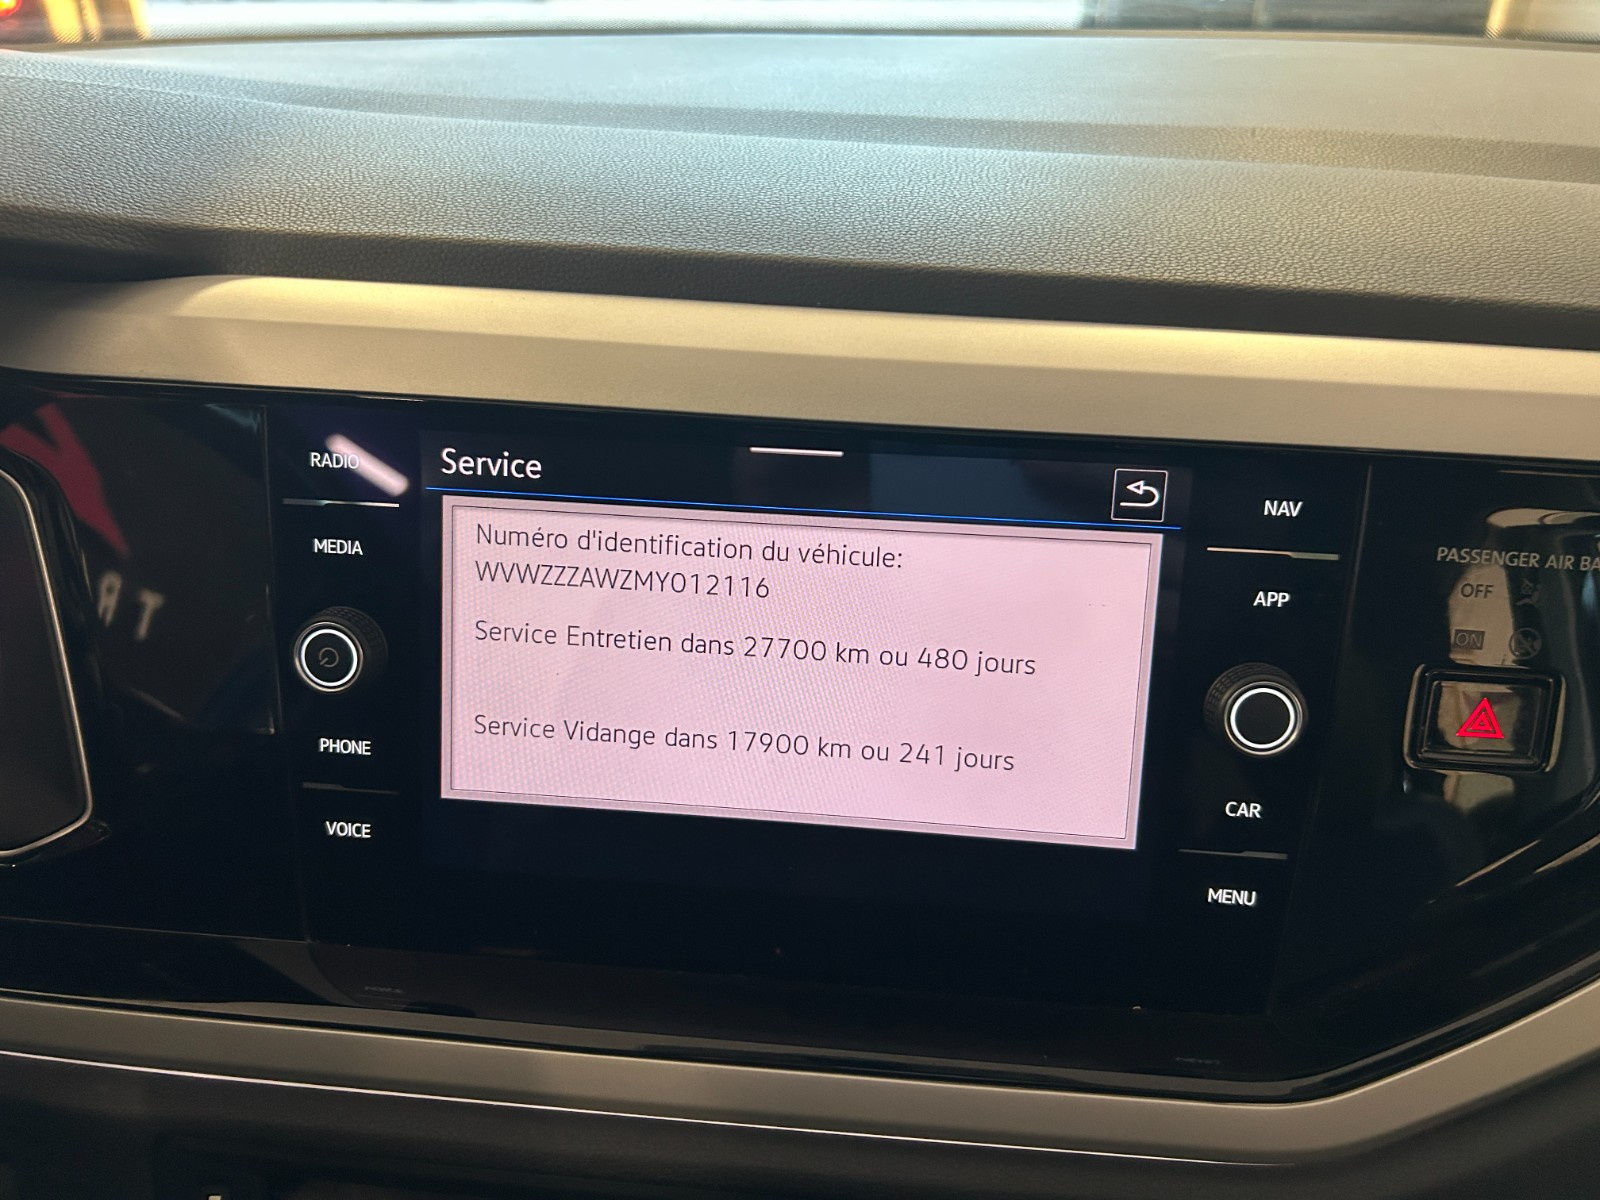 RADIO
MEDIA
PHONE
VOICE
Service
Numéro d'identification du véhicule:
WVWZZZAWZMY012116
Service Entretien dans 27700 km ou 480 jours
Service Vidange dans 17900 km ou 241 jours
NAV
APP
CAR
MENU
PASSENGER AIR BA
OFF
ON